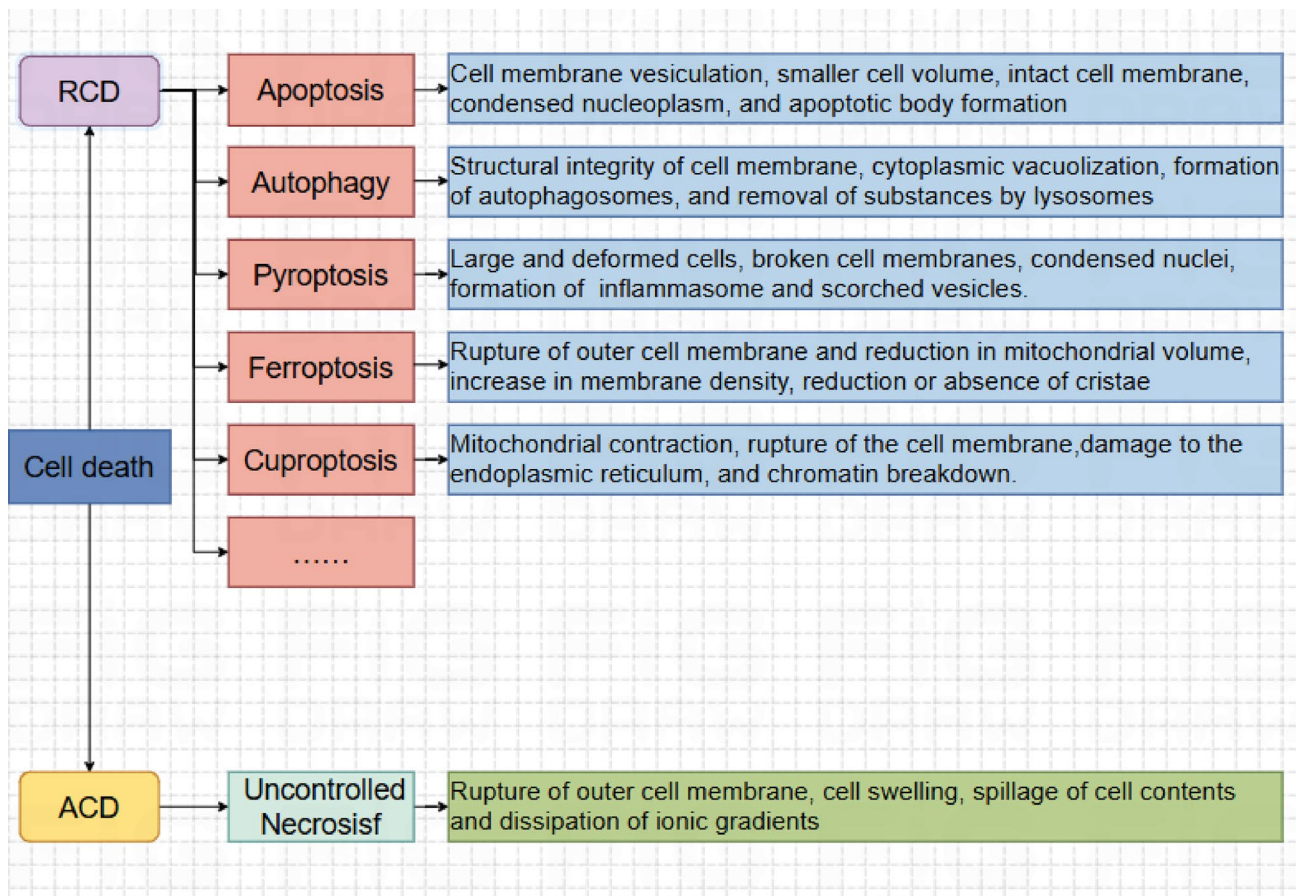 RCD
Apoptosis
Cell membrane vesiculation, smaller cell volume, intact cell membrane,
condensed nucleoplasm, and apoptotic body formation
Autophagy
Structural integrity of cell membrane, cytoplasmic vacuolization, formation
of autophagosomes, and removal of substances by lysosomes
Pyroptosis
Large and deformed cells, broken cell membranes, condensed nuclei,
formation of  inflammasome and scorched vesicles.
Ferroptosis
Rupture of outer cell membrane and reduction in mitochondrial volume,
increase in membrane density, reduction or absence of cristae
Cell death
Cuproptosis
Mitochondrial contraction, rupture of the cell membrane,damage to the
endoplasmic reticulum, and chromatin breakdown.
......
ACD
Uncontrolled
Necrosisf
Rupture of outer cell membrane, cell swelling, spillage of cell contents
and dissipation of ionic gradients